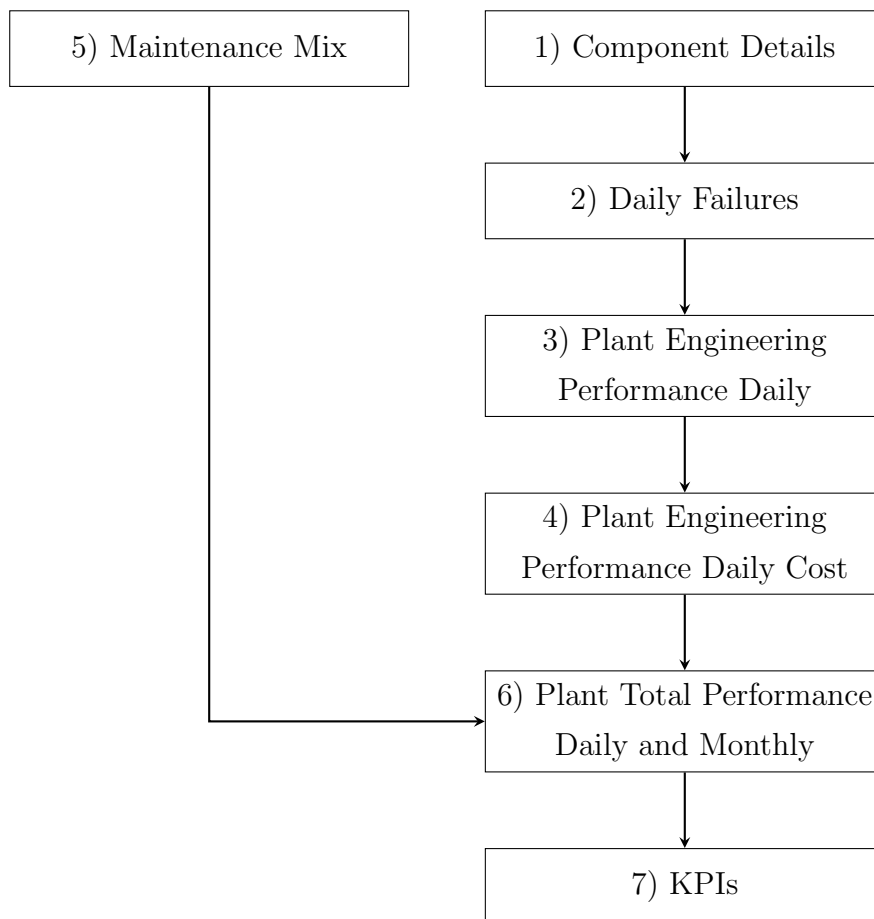 5) Maintenance Mix
1) Component Details
2) Daily Failures
3) Plant Engineering
Performance Daily
4) Plant Engineering
Performance Daily Cost
6) Plant Total Performance
Daily and Monthly
7) KPIs